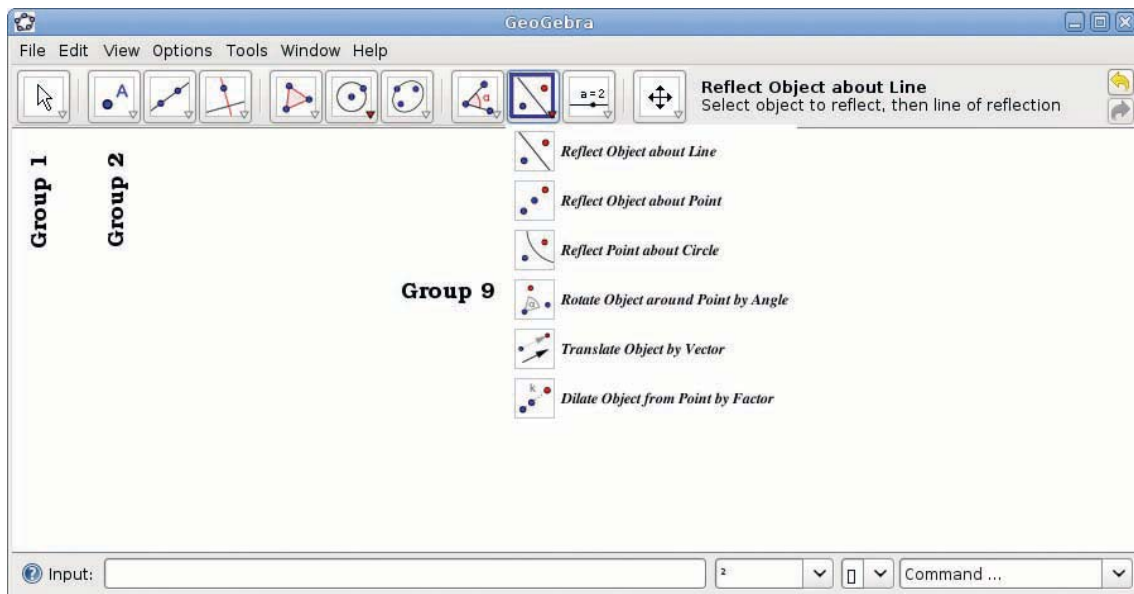 GeoGebra
File Edit View Options Tools Window Help
A
α
a=2
Reflect Object about Line
Select object to reflect, then line of reflection
Group 1
Group 2
Reflect Object about Line
Reflect Object about Point
Reflect Point about Circle
Group 9
α
Rotate Object around Point by Angle
Translate Object by Vector
k
Dilate Object from Point by Factor
Input:
²
▯
Command ...